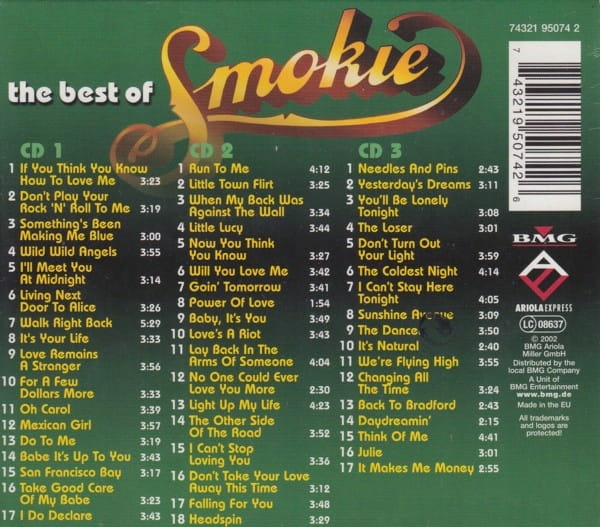 74321 95074 2
the best of Smokie
CD 1
1 If You Think You Know
How To Love Me 3:23
2 Don't Play Your
Rock 'N' Roll To Me 3:19
3 Something's Been
Making Me Blue 3:00
4 Wild Wild Angels 3:55
5 I'll Meet You
At Midnight 3:14
6 Living Next
Door To Alice 3:26
7 Walk Right Back 3:29
8 It's Your Life 3:33
9 Love Remains
A Stranger 3:56
10 For A Few
Dollars More 3:33
11 Oh Carol 3:39
12 Mexican Girl 3:57
13 Do To Me 3:19
14 Babe It's Up To You 3:43
15 San Francisco Bay 3:17
16 Take Good Care
Of My Babe 3:23
17 I Do Declare 3:43
CD 2
1 Run To Me 4:12
2 Little Town Flirt 3:25
3 When My Back Was
Against The Wall 3:34
4 Little Lucy 3:44
5 Now You Think
You Know 3:27
6 Will You Love Me 3:42
7 Goin' Tomorrow 3:41
8 Power Of Love 1:54
9 Baby, It's You 3:49
10 Love's A Riot 3:43
11 Lay Back In The
Arms Of Someone 4:04
12 No One Could Ever
Love You More 2:30
13 Light Up My Life 4:23
14 The Other Side
Of The Road 3:52
15 I Can't Stop
Loving You 3:36
16 Don't Take Your Love
Away This Time 3:12
17 Falling For You 3:48
18 Headspin 3:29
CD 3
1 Needles And Pins 2:43
2 Yesterday's Dreams 3:11
3 You'll Be Lonely
Tonight 3:08
4 The Loser 3:01
5 Don't Turn Out
Your Light 3:59
6 The Coldest Night 4:14
7 I Can't Stay Here
Tonight 4:05
8 Sunshine Avenue 3:09
9 The Dancer 3:50
10 It's Natural 2:40
11 We're Flying High 3:55
12 Changing All
The Time 3:24
13 Back To Bradford 2:43
14 Daydreamin' 2:15
15 Think Of Me 4:41
16 Julie 3:01
17 It Makes Me Money 2:55
7 43219 50742 6
BMG
ARIOLA EXPRESS
LC 08637
© 2002
BMG Ariola
Miller GmbH
Distributed by the
local BMG Company
A Unit of
BMG Entertainment
www.bmg.de
Made in the EU
All trademarks
and logos are
protected!